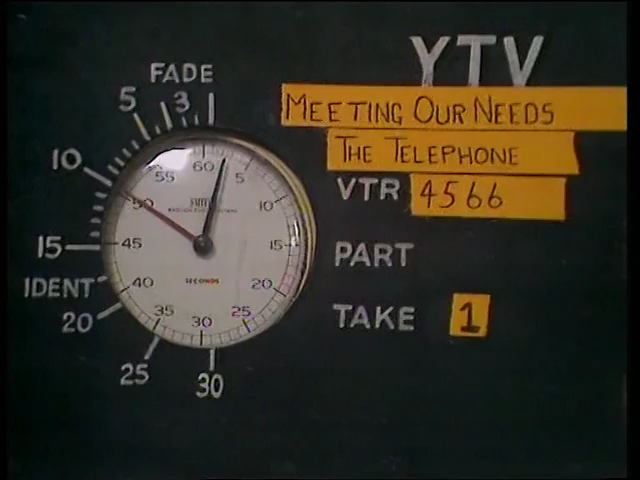 YTV
MEETING OUR NEEDS
THE TELEPHONE
VTR 4566
PART
TAKE 1
FADE
3
5
10
15
IDENT
20
25
30
60
5
10
15
20
25
30
35
40
45
50
55
SMITHS
SECONDS